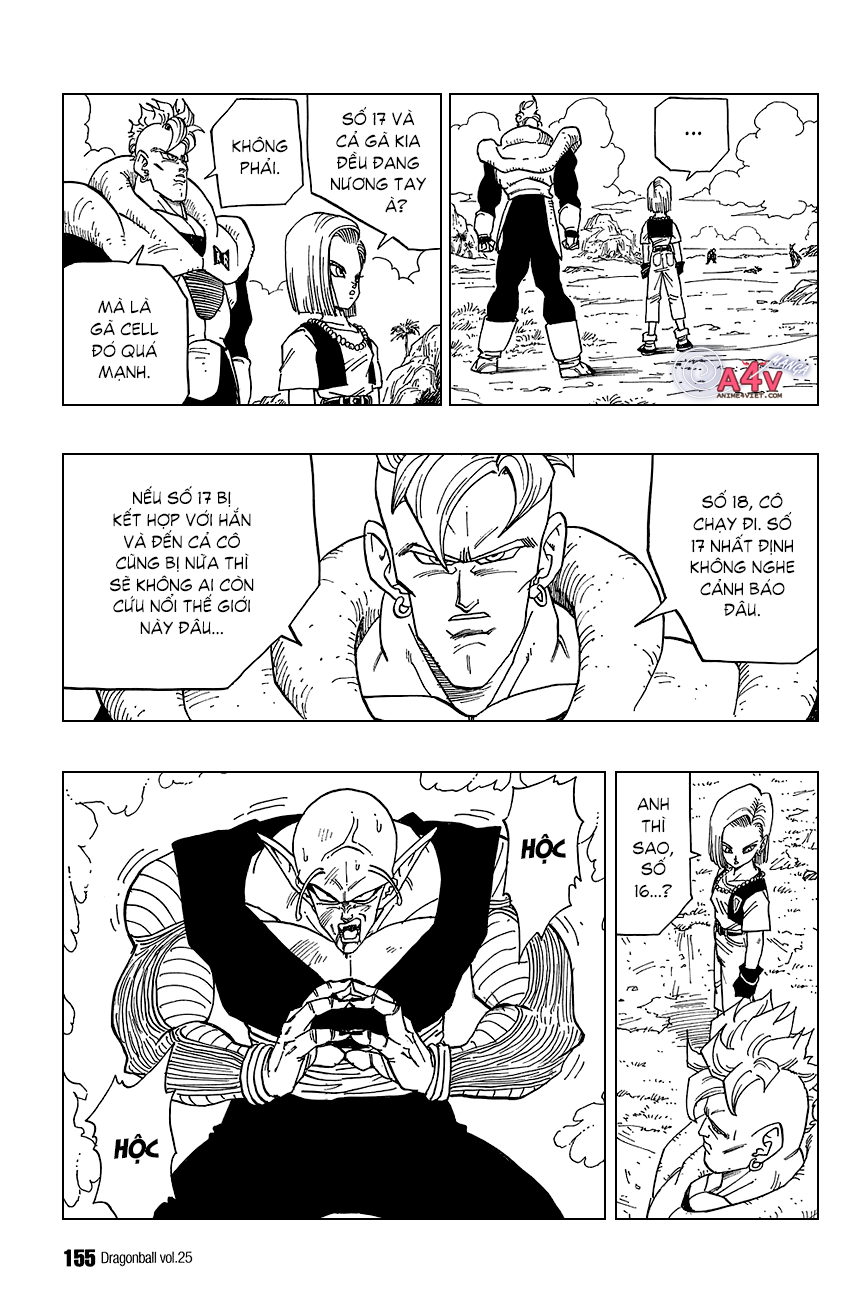 ...
SỐ 17 VÀ
CẢ GÃ KIA
ĐỀU ĐANG
NƯƠNG TAY
À?
KHÔNG
PHẢI.
MÀ LÀ
GÃ CELL
ĐÓ QUÁ
MẠNH.
A4V
MANGA
ANIME4VIET.COM
SỐ 18, CÔ
CHẠY ĐI. SỐ
17 NHẤT ĐỊNH
KHÔNG NGHE
CẢNH BÁO
ĐÂU.
NẾU SỐ 17 BỊ
KẾT HỢP VỚI HẮN
VÀ ĐẾN CẢ CÔ
CŨNG BỊ NỮA THÌ
SẼ KHÔNG AI CÒN
CỨU NỔI THẾ GIỚI
NÀY ĐÂU...
ANH
THÌ
SAO,
SỐ
16...?
HỘC
HỘC
155 Dragonball vol.25